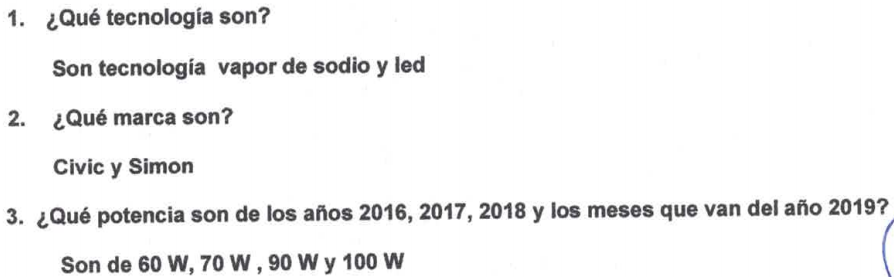 1. ¿Qué tecnología son?
Son tecnología vapor de sodio y led
2. ¿Qué marca son?
Civic y Simon
3. ¿Qué potencia son de los años 2016, 2017, 2018 y los meses que van del año 2019?
Son de 60 W, 70 W , 90 W y 100 W